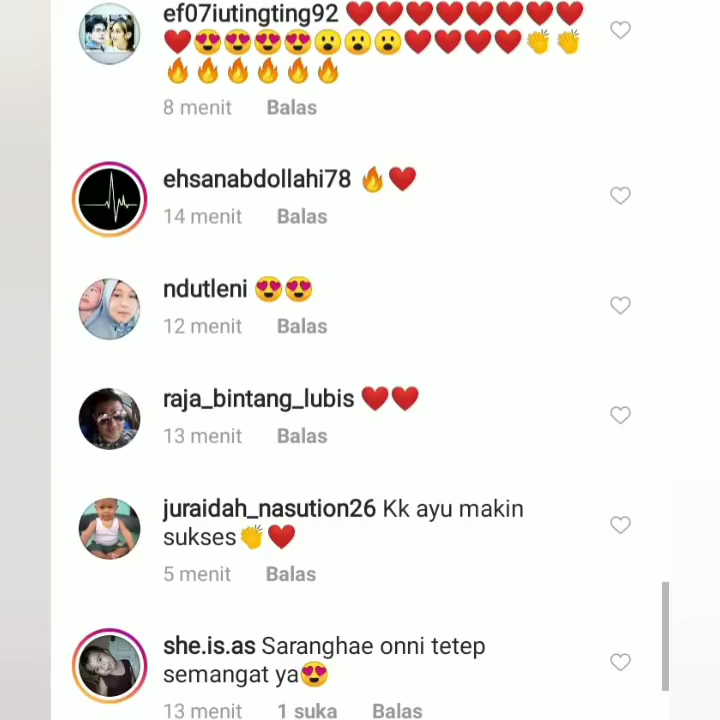 ef07iutingting92 ❤️❤️❤️❤️❤️❤️❤️❤️
❤️😍😍😍😍😮😮😮❤️❤️❤️❤️👏👏
🔥🔥🔥🔥🔥🔥
8 menit Balas
ehsanabdollahi78 🔥❤️
14 menit Balas
ndutleni 😍😍
12 menit Balas
raja_bintang_lubis ❤️❤️
13 menit Balas
juraidah_nasution26 Kk ayu makin
sukses👏❤️
5 menit Balas
she.is.as Saranghae onni tetep
semangat ya😍
13 menit 1 suka Balas